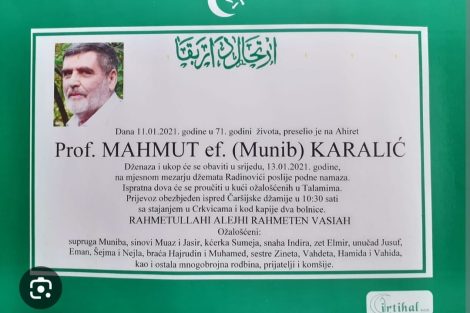 Dana 11.01.2021. godine u 71. godini života, preselio je na Ahiret
Prof. MAHMUT ef. (Munib) KARALIĆ
Dženaza i ukop će se obaviti u srijedu, 13.01.2021. godine,
na mjesnom mezarju džemata Radinovići poslije podne namaza.
Ispratna dova će se proučiti u kući ožalošćenih u Talamima.
Prijevoz obezbjeđen ispred Čaršijske džamije u 10:30 sati
sa stajanjem u Crkvicama i kod kapije dva bolnice.
RAHMETULLAHI ALEJHI RAHMETEN VASIAH
Ožalošćeni:
supruga Muniba, sinovi Muaz i Jasir, kćerka Sumeja, snaha Indira, zet Elmir, unučad Jusuf,
Eman, Šejma i Nejla, braća Hajrudin i Muhamed, sestre Zineta, Vahdeta, Hamida i Vahida,
kao i ostala mnogobrojna rodbina, prijatelji i komšije.
irtihal